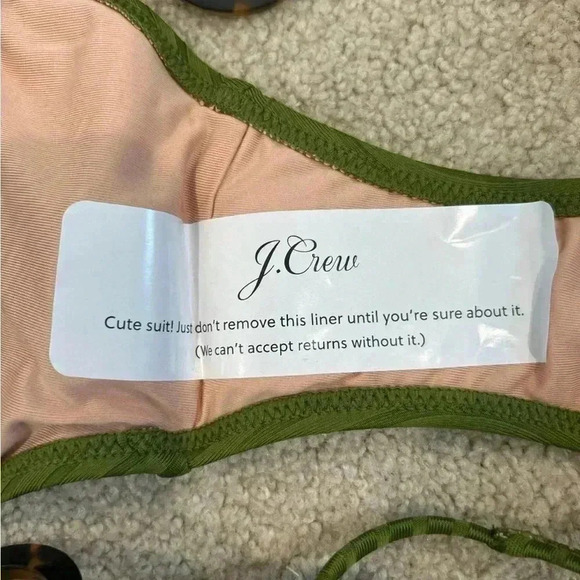 J.Crew
Cute suit! Just don't remove this liner until you're sure about it.
(We can't accept returns without it.)